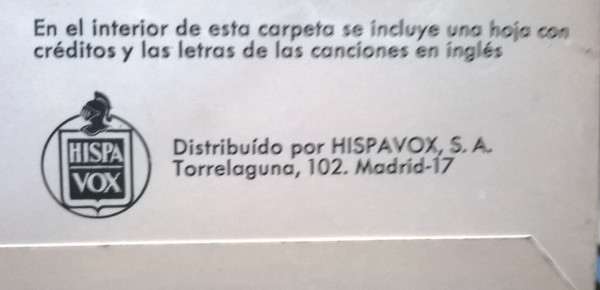 En el interior de esta carpeta se incluye una hoja con
créditos y las letras de las canciones en inglés
HISPA
VOX
Distribuído por HISPAVOX, S. A.
Torrelaguna, 102. Madrid-17